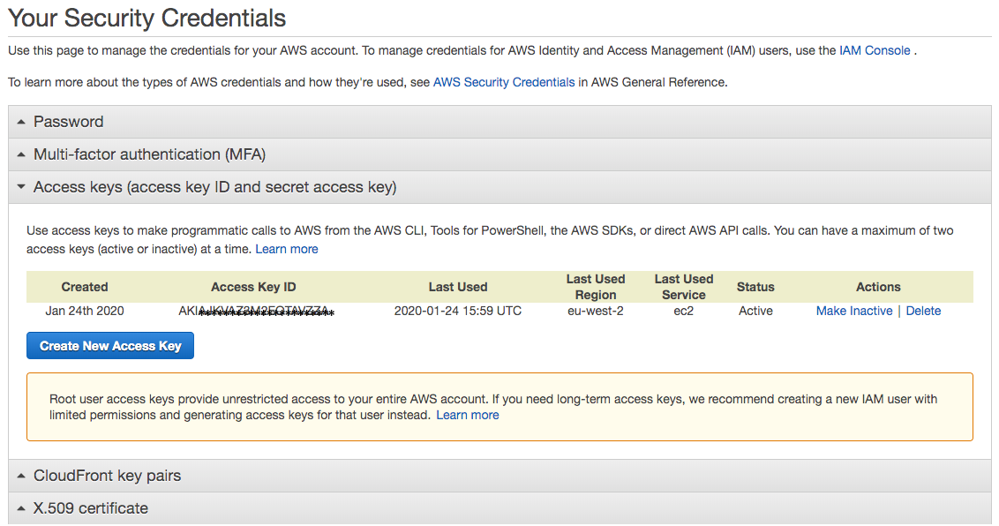 Your Security Credentials
Use this page to manage the credentials for your AWS account. To manage credentials for AWS Identity and Access Management (IAM) users, use the IAM Console .
To learn more about the types of AWS credentials and how they're used, see AWS Security Credentials in AWS General Reference.
Password
Multi-factor authentication (MFA)
Access keys (access key ID and secret access key)
Use access keys to make programmatic calls to AWS from the AWS CLI, Tools for PowerShell, the AWS SDKs, or direct AWS API calls. You can have a maximum of two
access keys (active or inactive) at a time. Learn more
Created Access Key ID Last Used Last Used Region Last Used Service Status Actions
Jan 24th 2020 2020-01-24 15:59 UTC eu-west-2 ec2 Active Make Inactive | Delete
Create New Access Key
Root user access keys provide unrestricted access to your entire AWS account. If you need long-term access keys, we recommend creating a new IAM user with
limited permissions and generating access keys for that user instead. Learn more
CloudFront key pairs
X.509 certificate